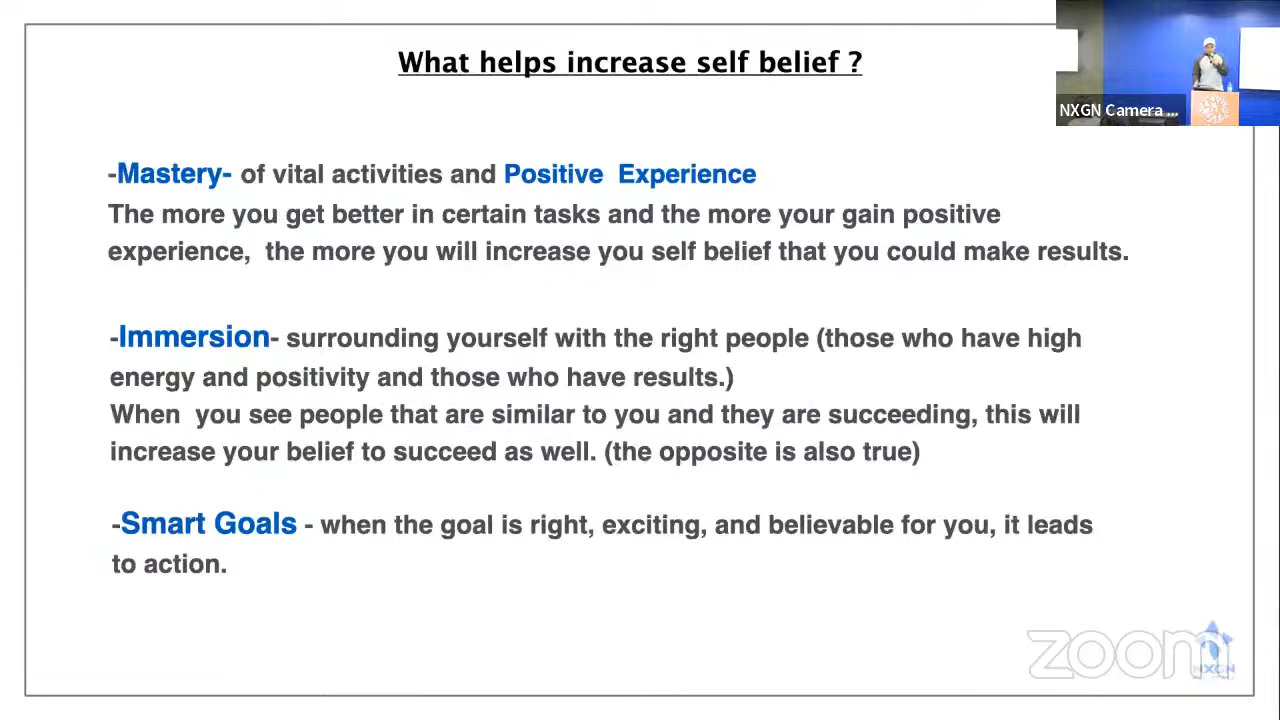 What helps increase self belief ?
NXGN Camera ...
-Mastery- of vital activities and Positive Experience
The more you get better in certain tasks and the more your gain positive
experience, the more you will increase you self belief that you could make results.
-Immersion- surrounding yourself with the right people (those who have high
energy and positivity and those who have results.)
When you see people that are similar to you and they are succeeding, this will
increase your belief to succeed as well. (the opposite is also true)
-Smart Goals - when the goal is right, exciting, and believable for you, it leads
to action.
zoom
NXGN